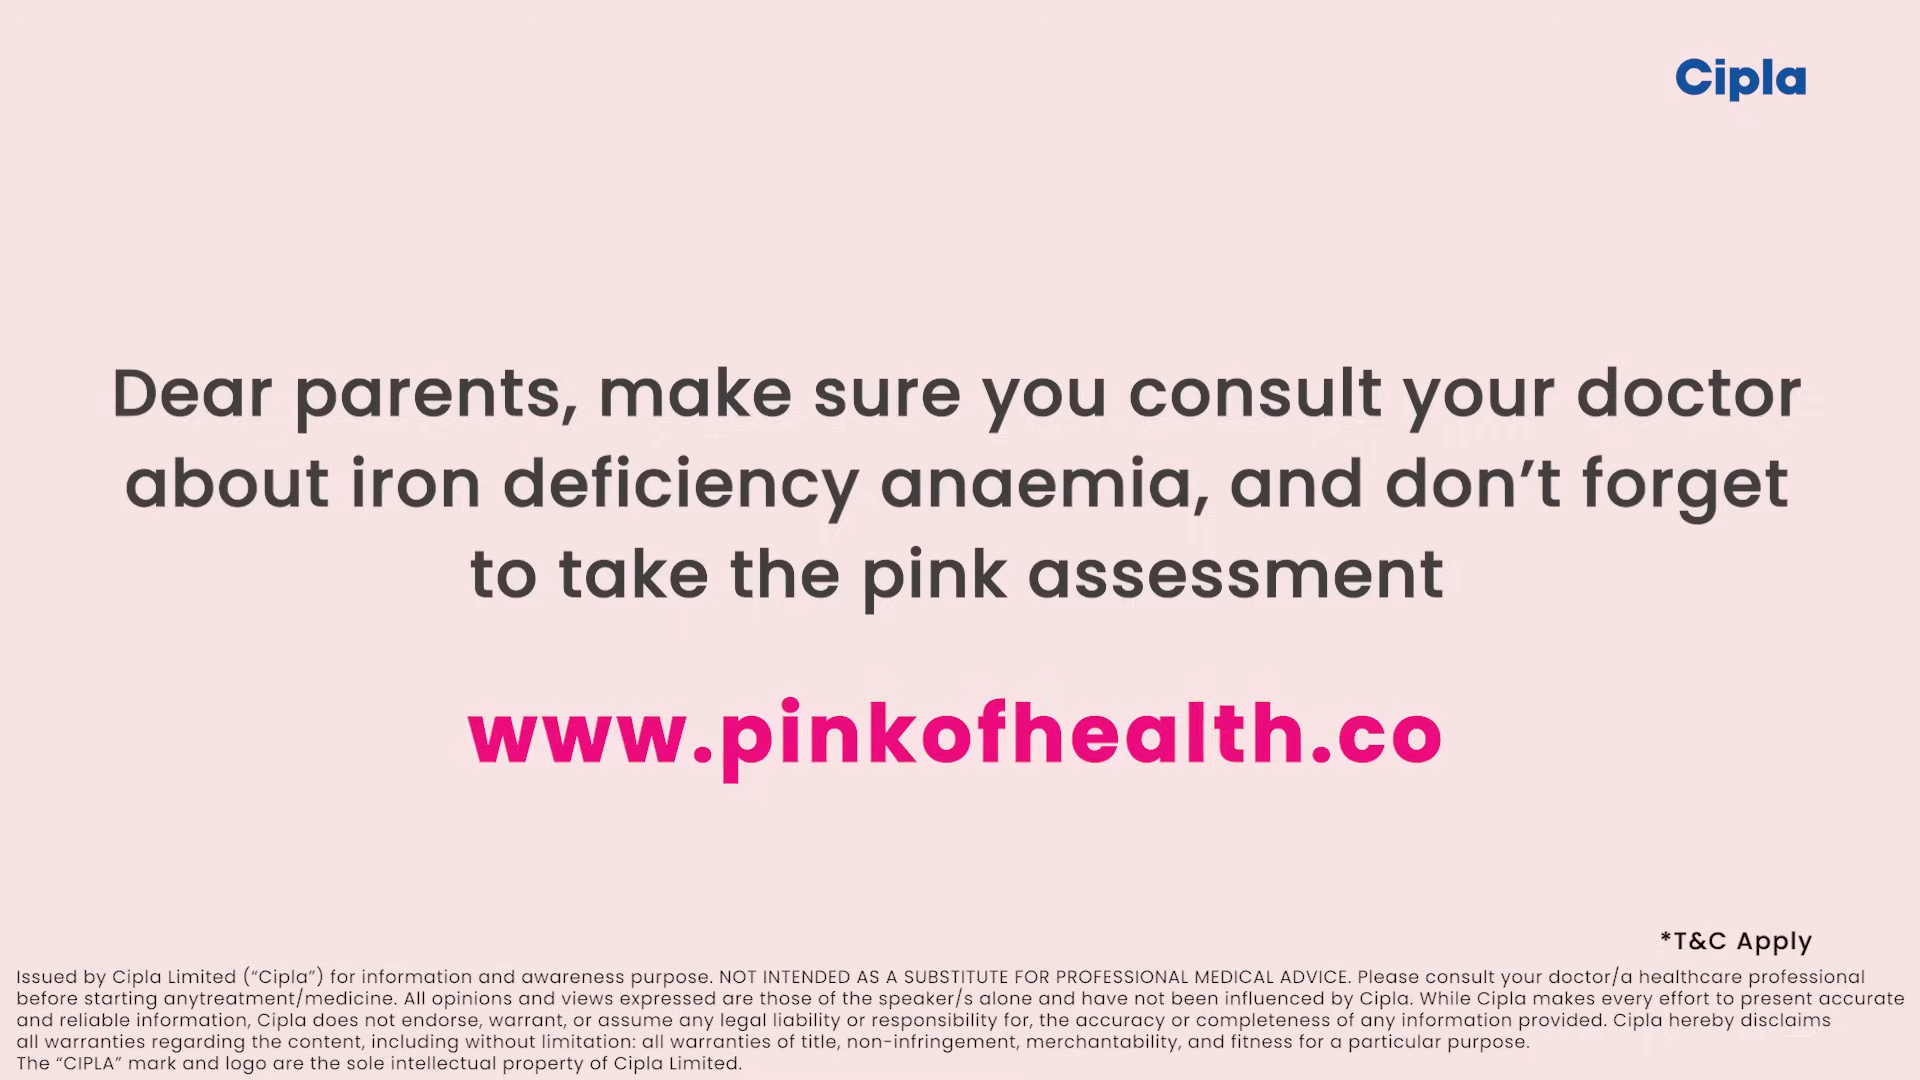 Cipla
Dear parents, make sure you consult your doctor
about iron deficiency anaemia, and don’t forget
to take the pink assessment
www.pinkofhealth.co
*T&C Apply
Issued by Cipla Limited (“Cipla”) for information and awareness purpose. NOT INTENDED AS A SUBSTITUTE FOR PROFESSIONAL MEDICAL ADVICE. Please consult your doctor/a healthcare professional
before starting anytreatment/medicine. All opinions and views expressed are those of the speaker/s alone and have not been influenced by Cipla. While Cipla makes every effort to present accurate
and reliable information, Cipla does not endorse, warrant, or assume any legal liability or responsibility for, the accuracy or completeness of any information provided. Cipla hereby disclaims
all warranties regarding the content, including without limitation: all warranties of title, non-infringement, merchantability, and fitness for a particular purpose.
The “CIPLA” mark and logo are the sole intellectual property of Cipla Limited.